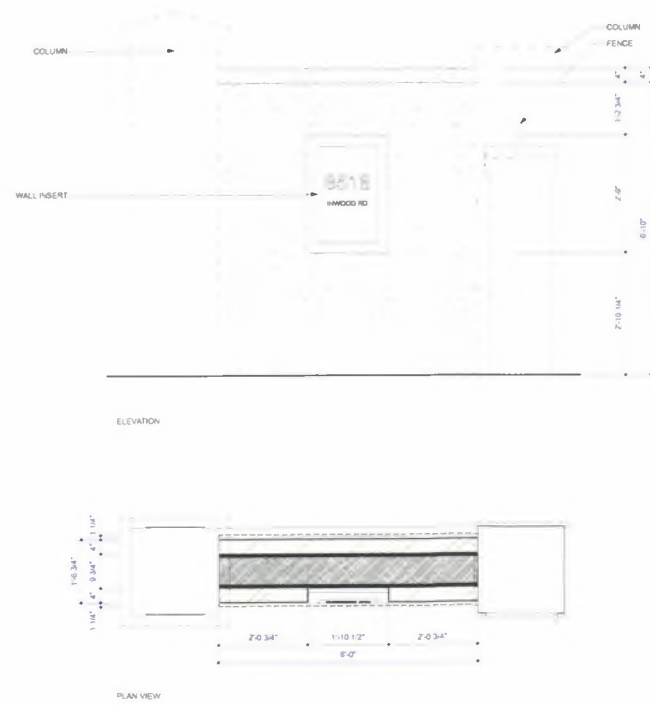 COLUMN
FENCE
COLUMN
4"
4"
1'-2 3/4"
WALL INSERT
8518
INWOOD RD
6'-10"
2'-10 1/4"
ELEVATION
1 1/4"
4"
9 3/4"
4"
1 1/4"
1'-6 3/4"
2'-0 3/4"
1'-10 1/2"
2'-0 3/4"
6'-0"
PLAN VIEW